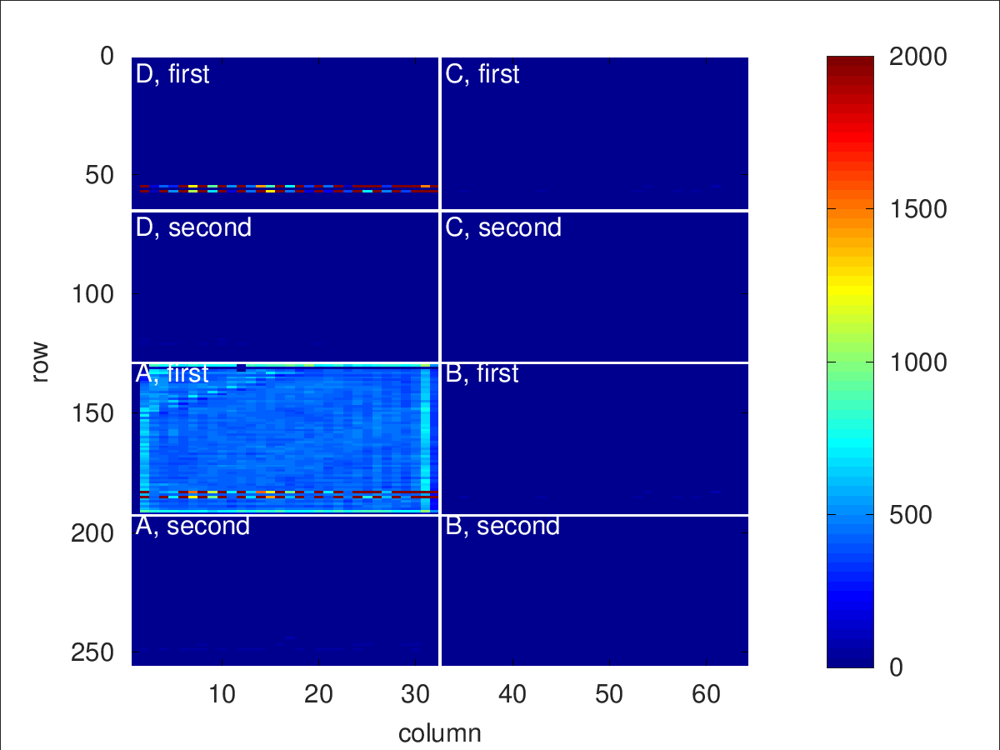 0
50
100
150
200
250
row
D, first
C, first
D, second
C, second
A, first
B, first
A, second
B, second
10
20
30
40
50
60
column
2000
1500
1000
500
0